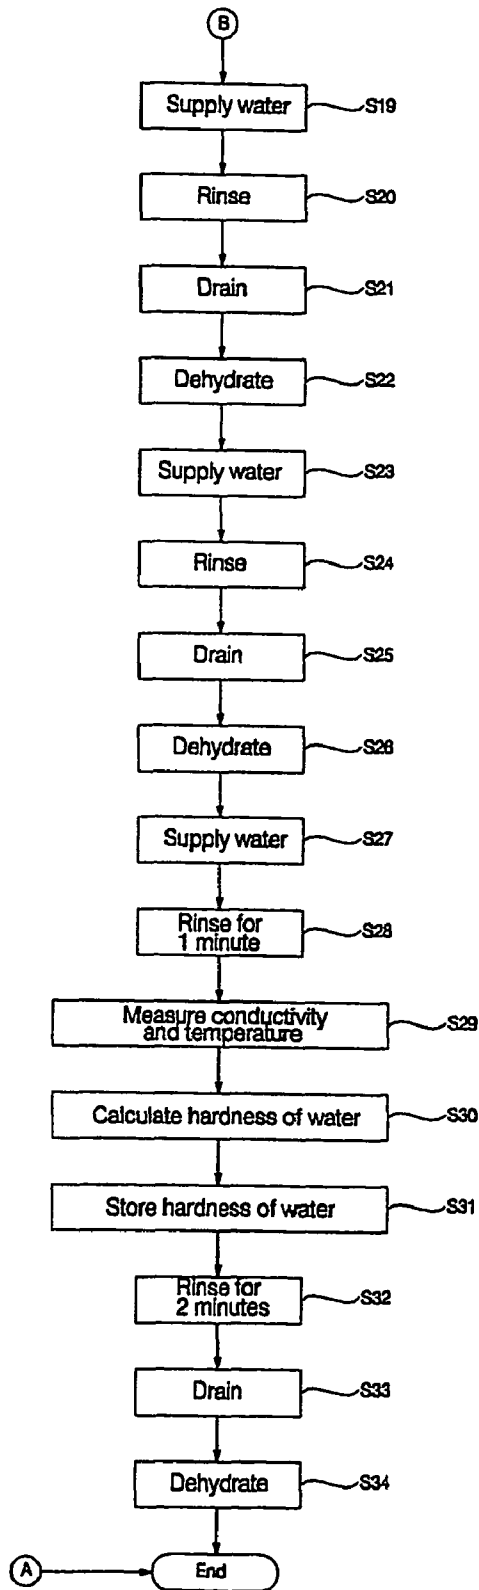 B
Supply water S19
Rinse S20
Drain S21
Dehydrate S22
Supply water S23
Rinse S24
Drain S25
Dehydrate S26
Supply water S27
Rinse for
1 minute S28
Measure conductivity
and temperature S29
Calculate hardness of water S30
Store hardness of water S31
Rinse for
2 minutes S32
Drain S33
Dehydrate S34
A End